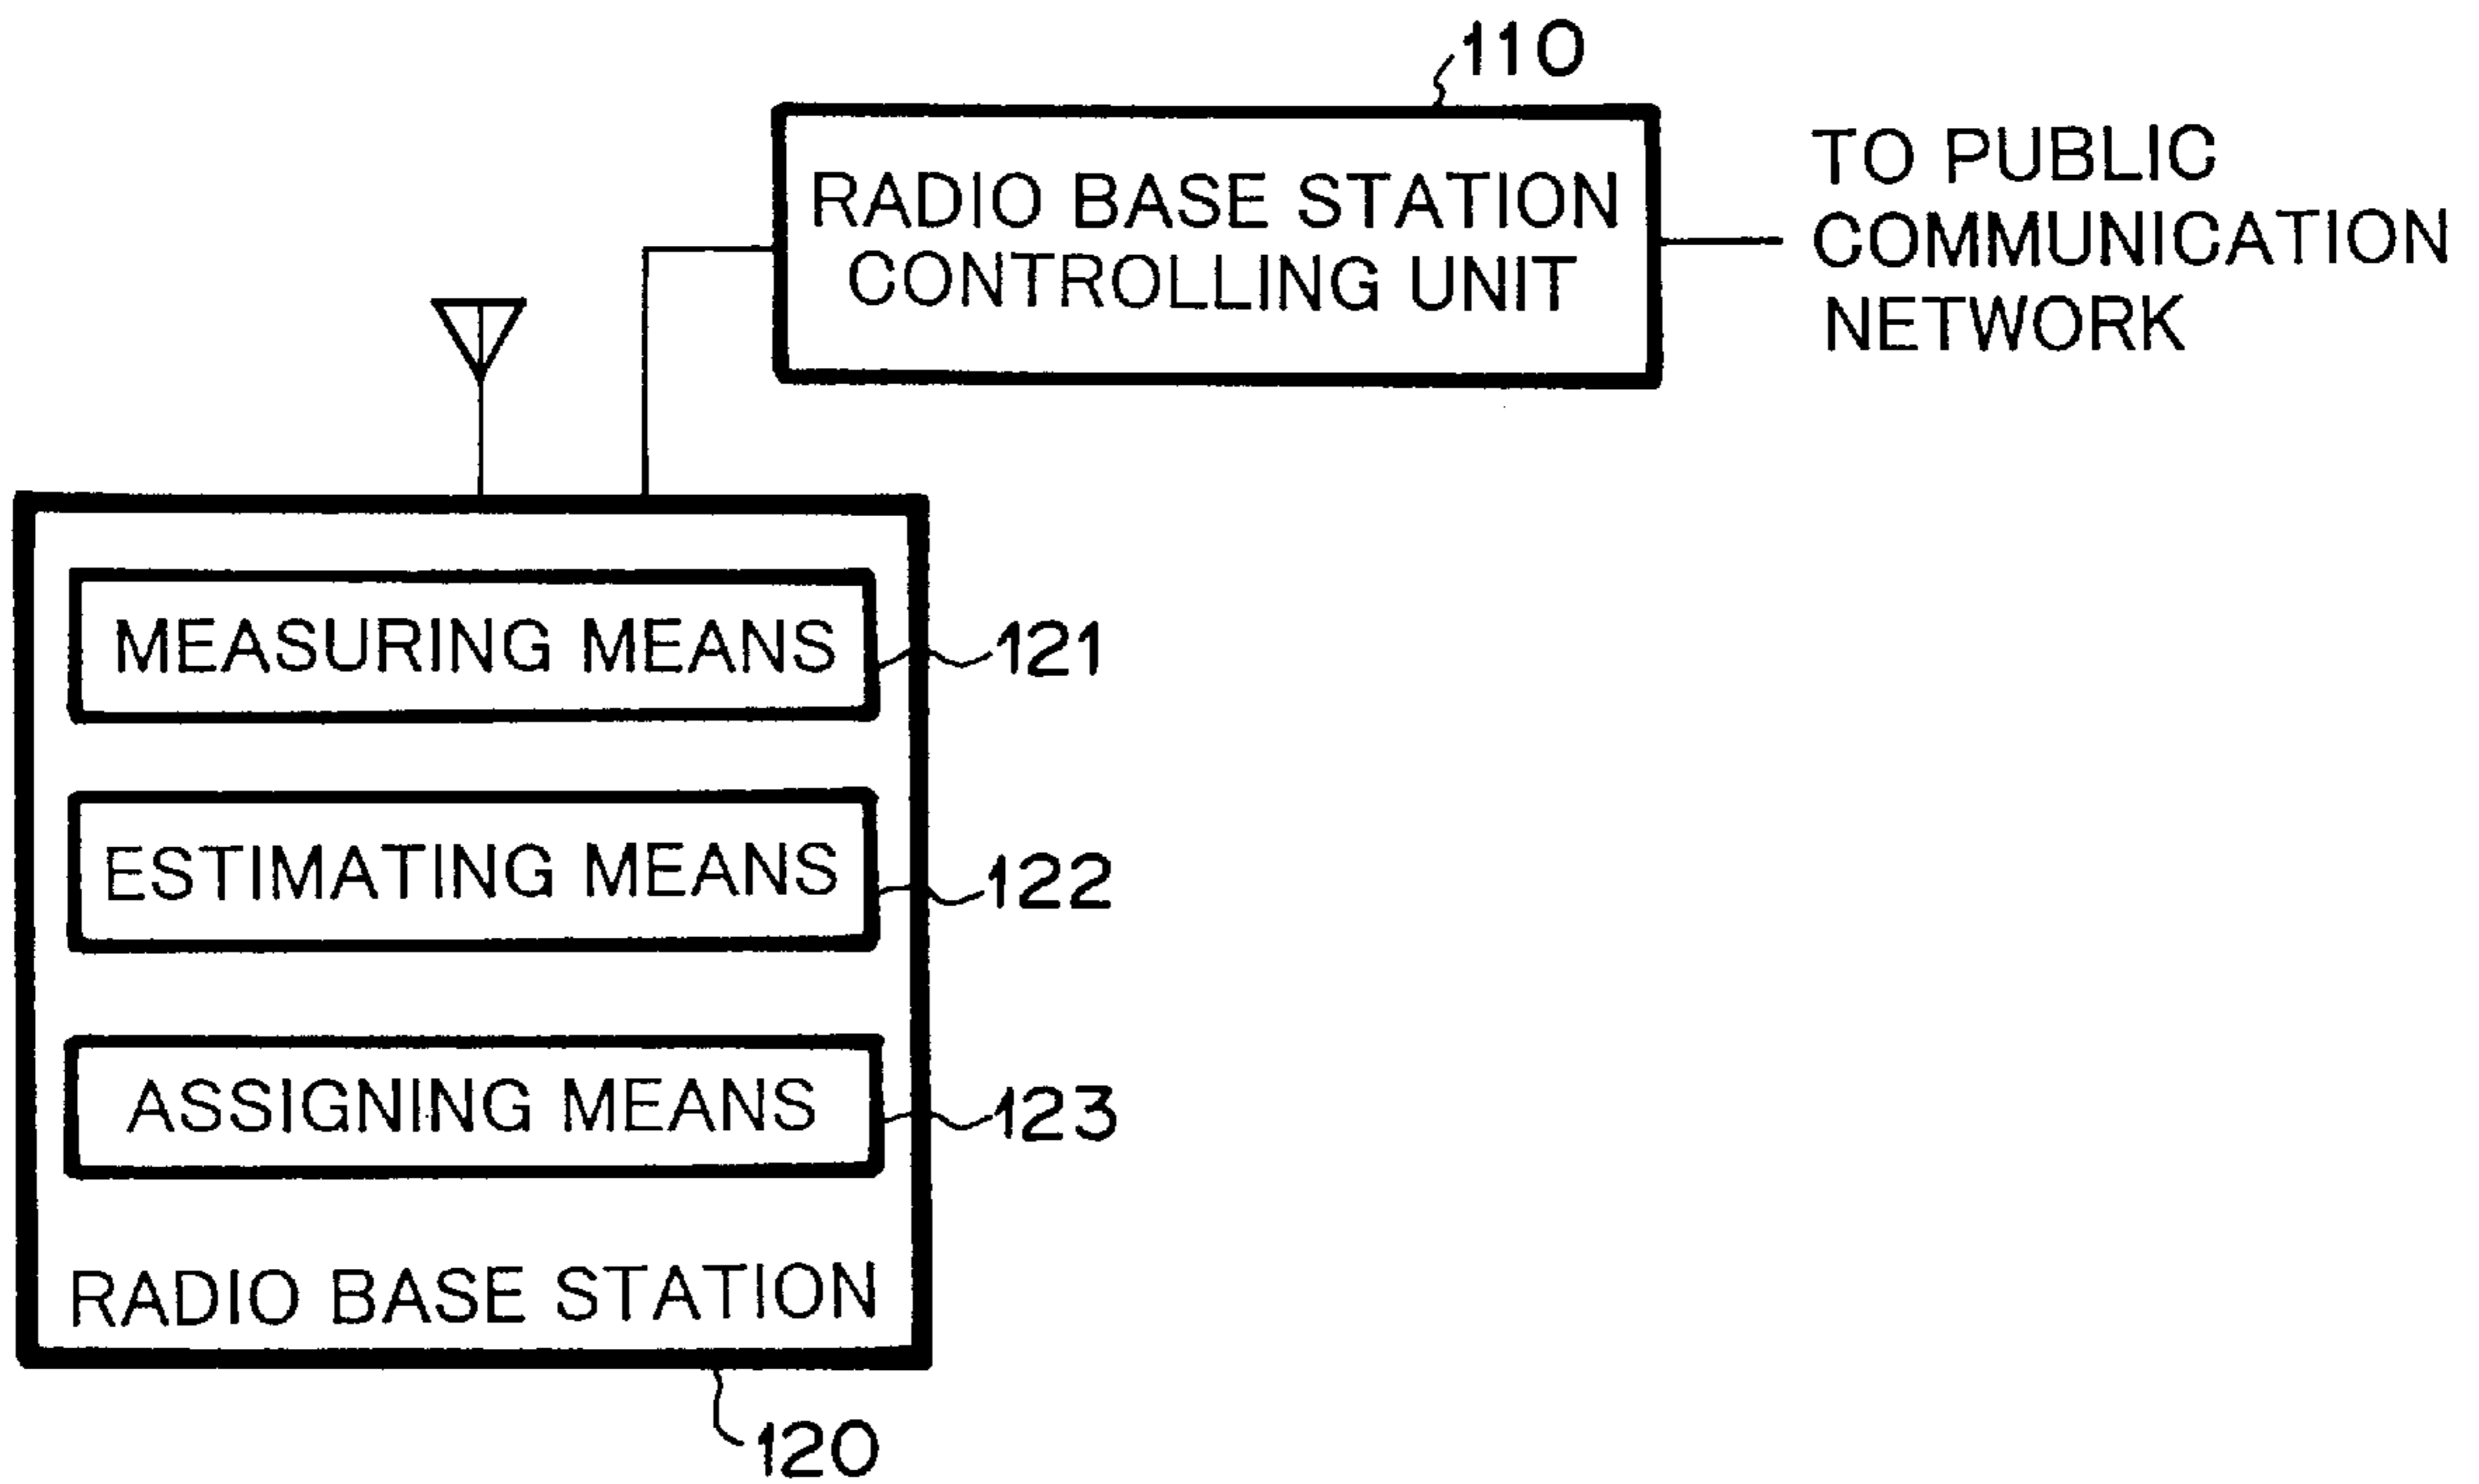 110
RADIO BASE STATION
CONTROLLING UNIT
TO PUBLIC
COMMUNICATION
NETWORK
MEASURING MEANS
121
ESTIMATING MEANS
122
ASSIGNING MEANS
123
RADIO BASE STATION
120